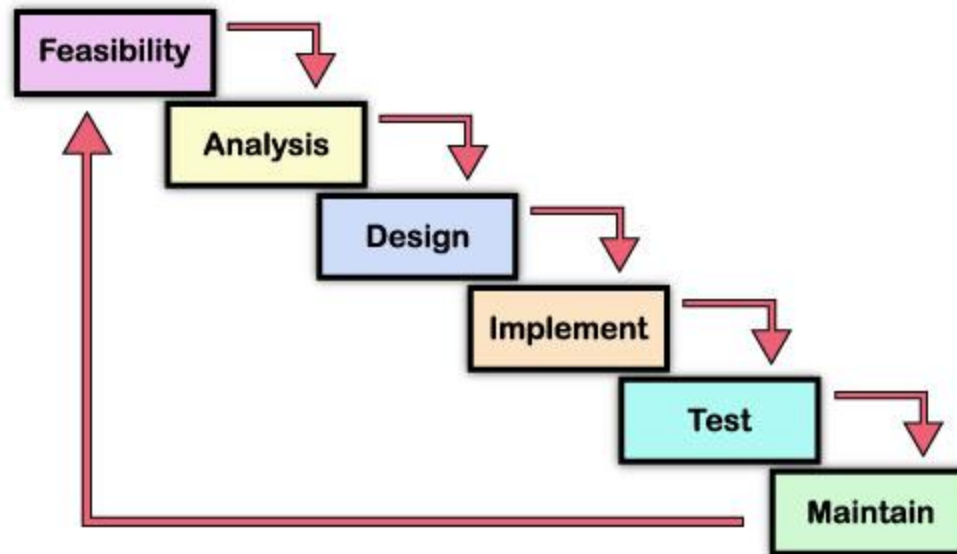 Feasibility
Analysis
Design
Implement
Test
Maintain